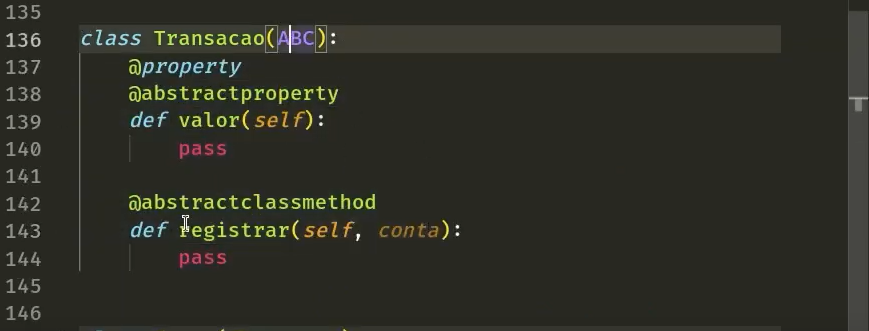 135
136 class Transacao(ABC):
137     @property
138     @abstractproperty
139     def valor(self):
140         pass
141
142     @abstractclassmethod
143     def registrar(self, conta):
144         pass
145
146